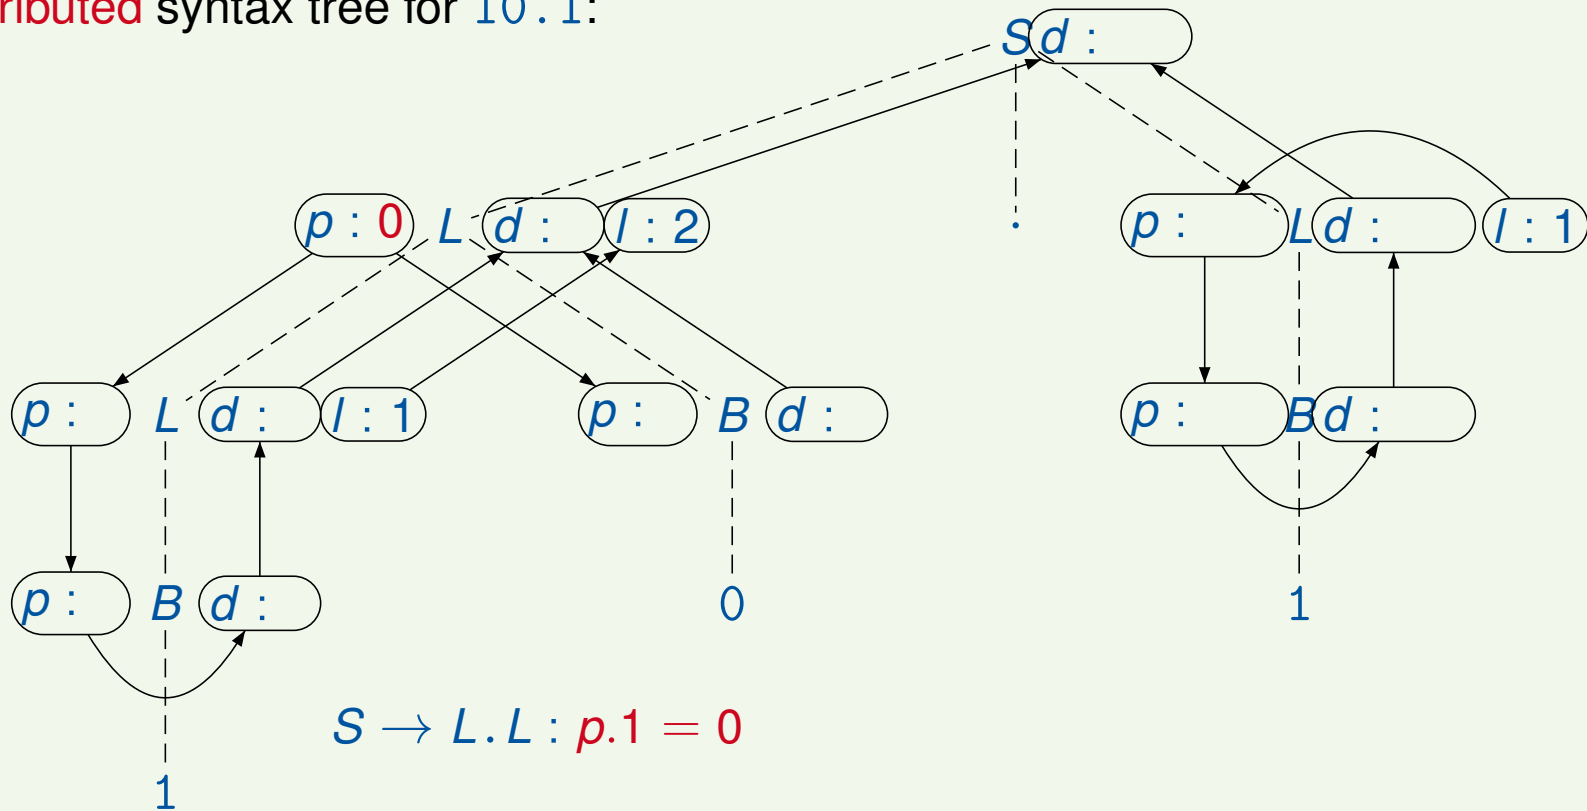 ributed syntax tree for 10.1:
S d :
p : 0 L d : l : 2 . p : L d : l : 1
p : L d : l : 1 p : B d : p : B d :
p : B d : 0 1
S → L.L : p.1 = 0
1